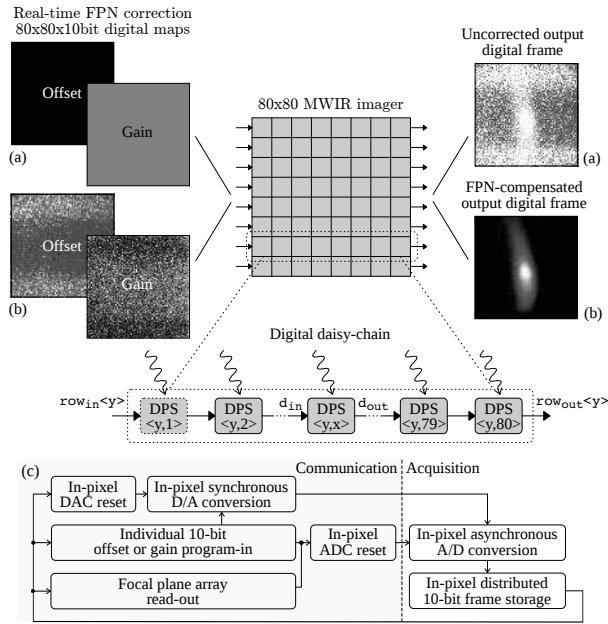 Real-time FPN correction
80x80x10bit digital maps
Offset
Gain
(a)
Offset
Gain
(b)
80x80 MWIR imager
Uncorrected output
digital frame
(a)
FPN-compensated
output digital frame
(b)
Digital daisy-chain
row_in<y>
DPS
<y,1>
DPS
<y,2>
d_in
DPS
<y,x>
d_out
DPS
<y,79>
DPS
<y,80>
row_out<y>
(c)
Communication
Acquisition
In-pixel
DAC reset
In-pixel synchronous
D/A conversion
Individual 10-bit
offset or gain program-in
Focal plane array
read-out
In-pixel
ADC reset
In-pixel asynchronous
A/D conversion
In-pixel distributed
10-bit frame storage